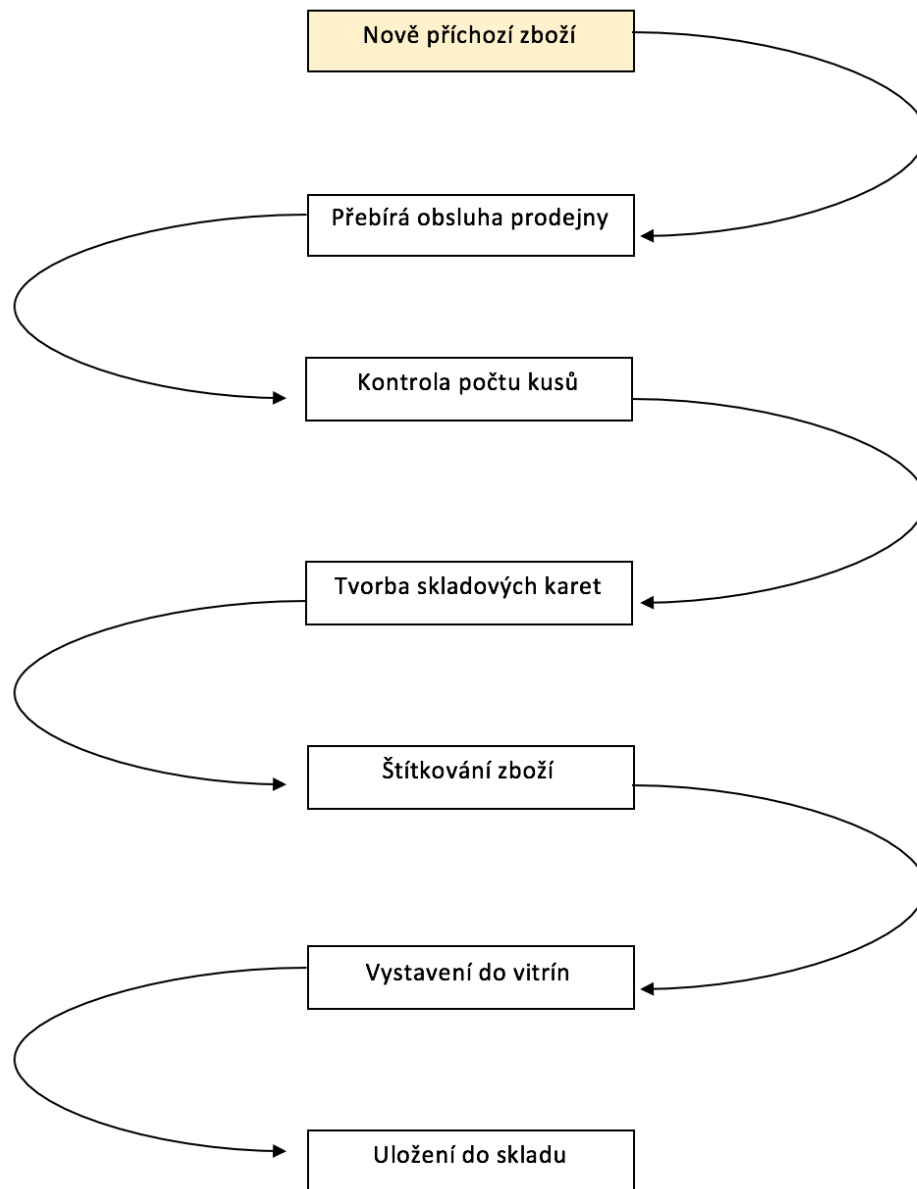 Nově příchozí zboží
Přebírá obsluha prodejny
Kontrola počtu kusů
Tvorba skladových karet
Štítkování zboží
Vystavení do vitrín
Uložení do skladu